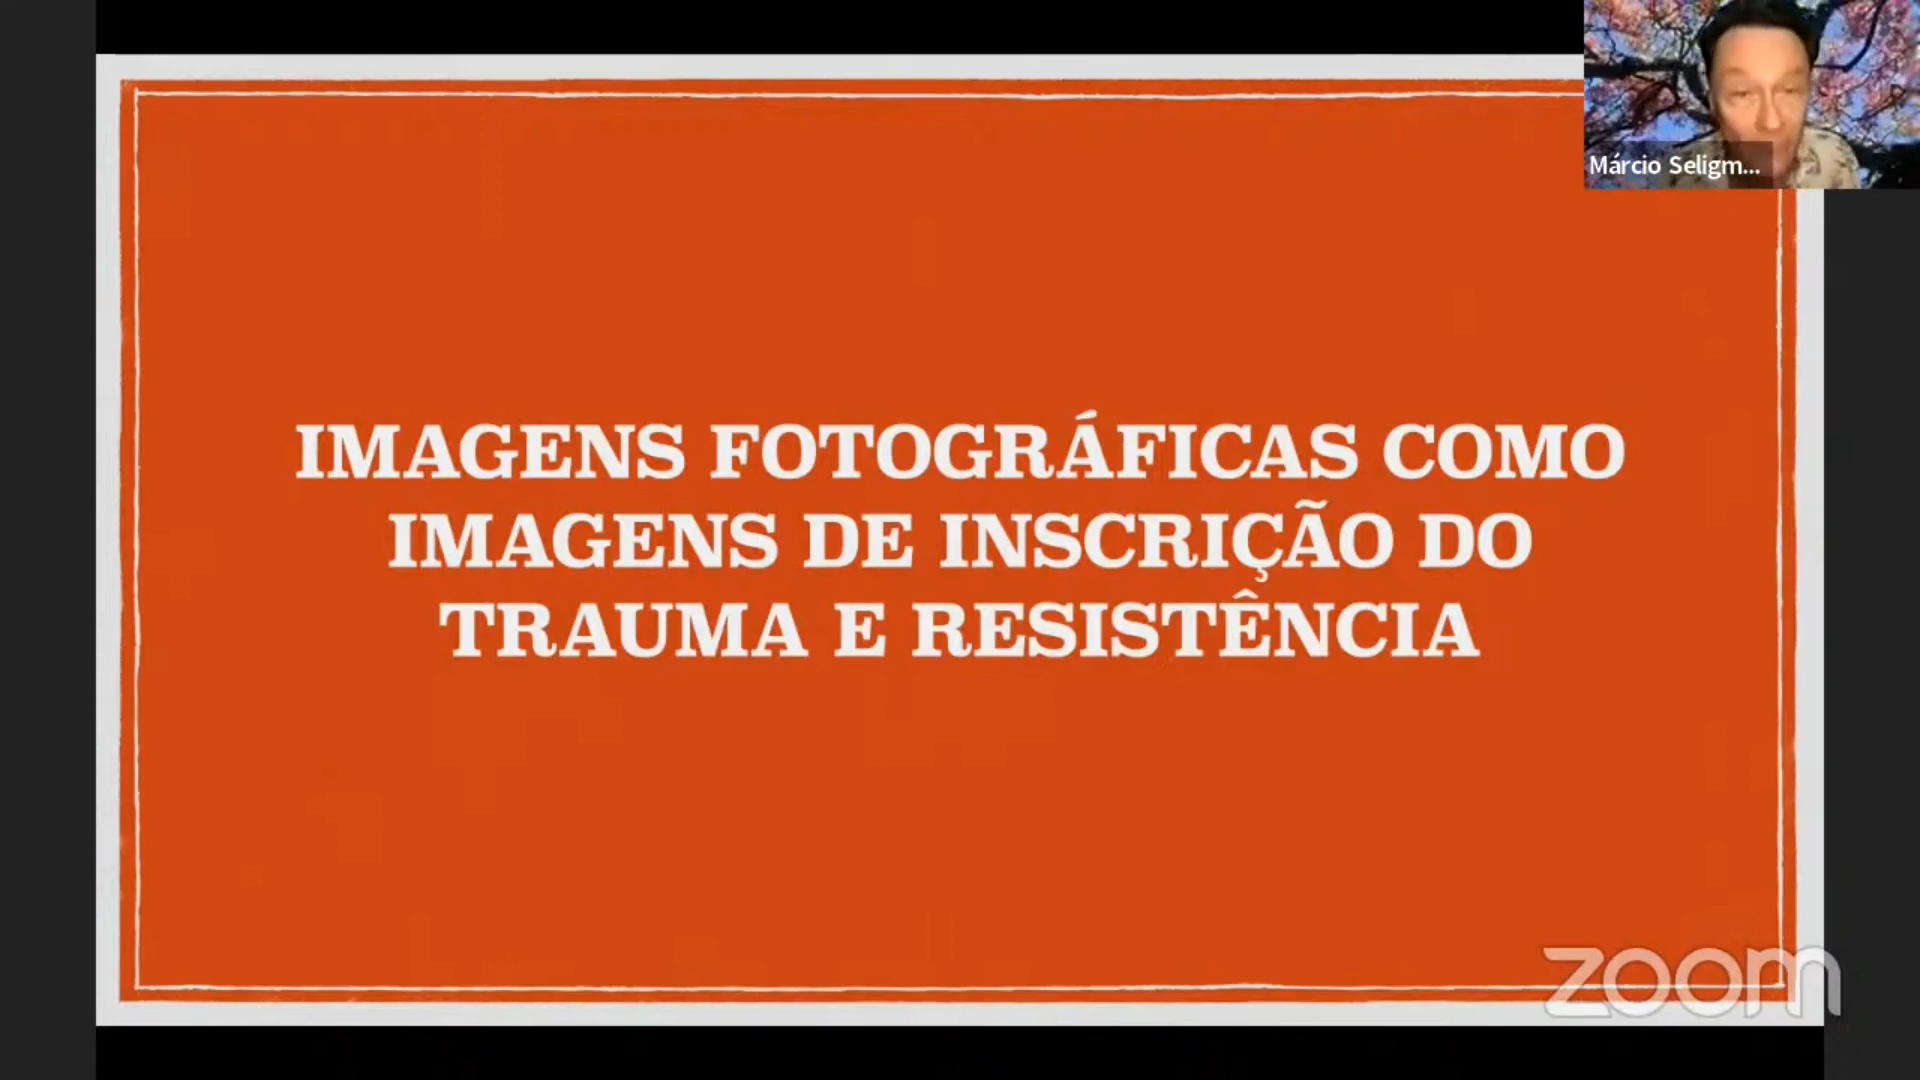 Márcio Seligm...
IMAGENS FOTOGRÁFICAS COMO
IMAGENS DE INSCRIÇÃO DO
TRAUMA E RESISTÊNCIA
zoom